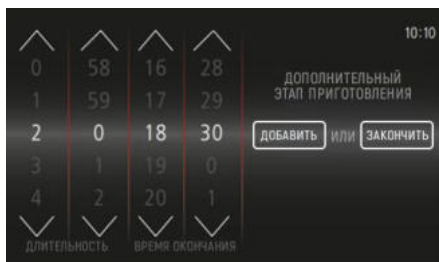 10:10
0 58 16 28
1 59 17 29
2 0 18 30
3 1 19 0
4 2 20 1
ДЛИТЕЛЬНОСТЬ ВРЕМЯ ОКОНЧАНИЯ
ДОПОЛНИТЕЛЬНЫЙ
ЭТАП ПРИГОТОВЛЕНИЯ
ДОБАВИТЬ ИЛИ ЗАКОНЧИТЬ